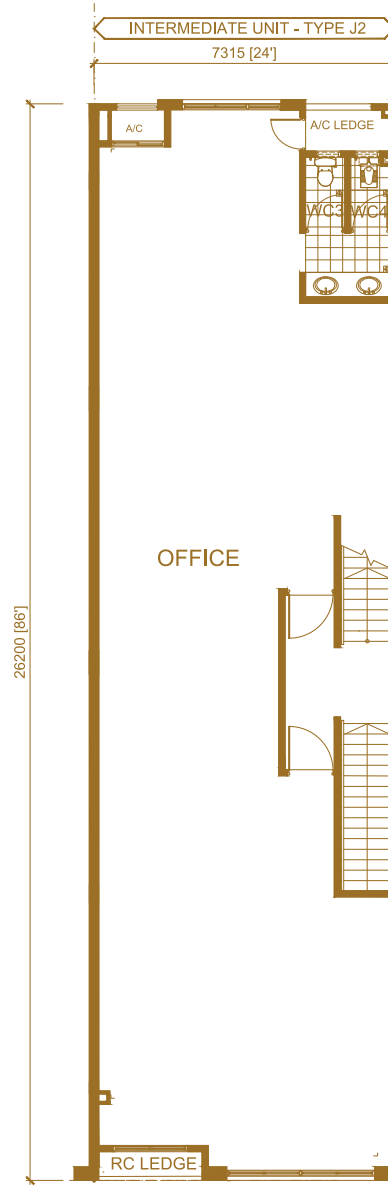 INTERMEDIATE UNIT - TYPE J2
7315 [24']
A/C
A/C LEDGE
WC3
WC4
OFFICE
26200 [86']
RC LEDGE